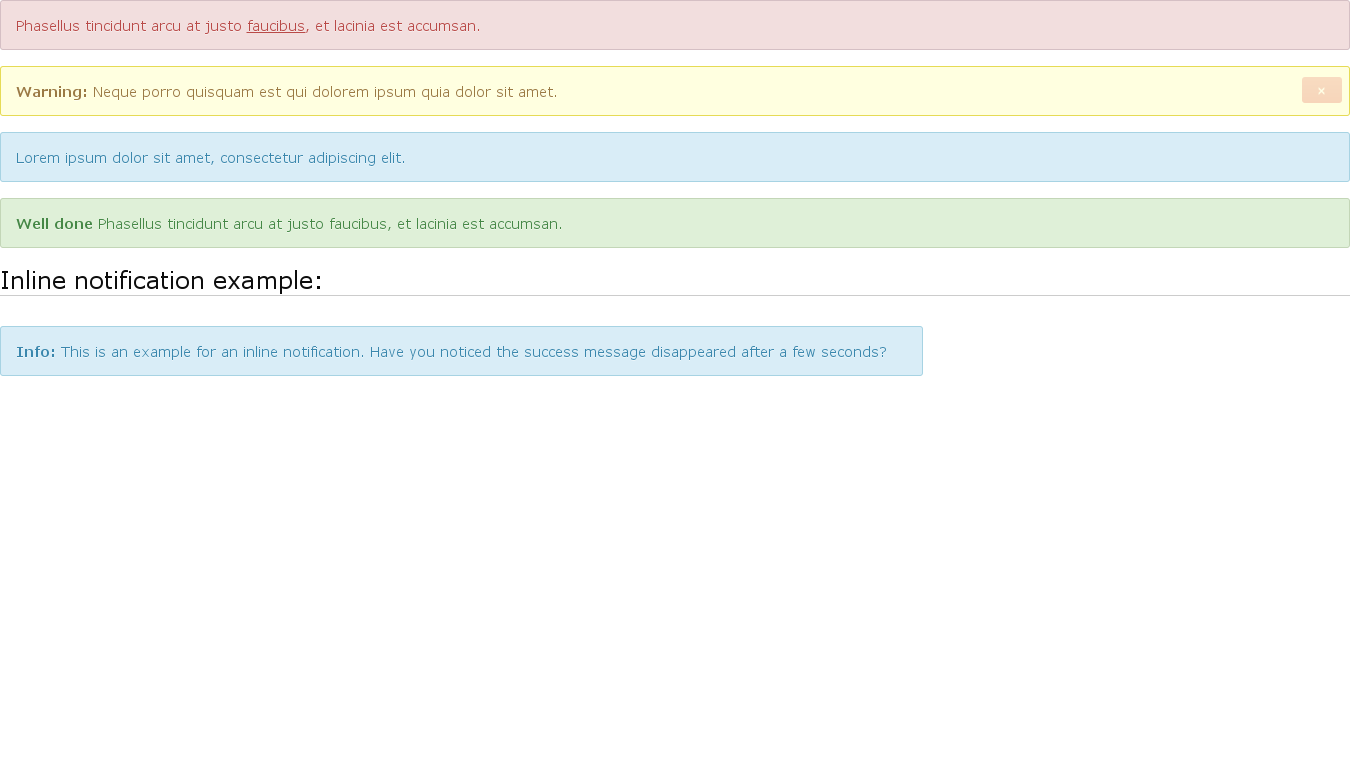 Phasellus tincidunt arcu at justo faucibus, et lacinia est accumsan.
Warning: Neque porro quisquam est qui dolorem ipsum quia dolor sit amet. ×
Lorem ipsum dolor sit amet, consectetur adipiscing elit.
Well done Phasellus tincidunt arcu at justo faucibus, et lacinia est accumsan.
Inline notification example:
Info: This is an example for an inline notification. Have you noticed the success message disappeared after a few seconds?